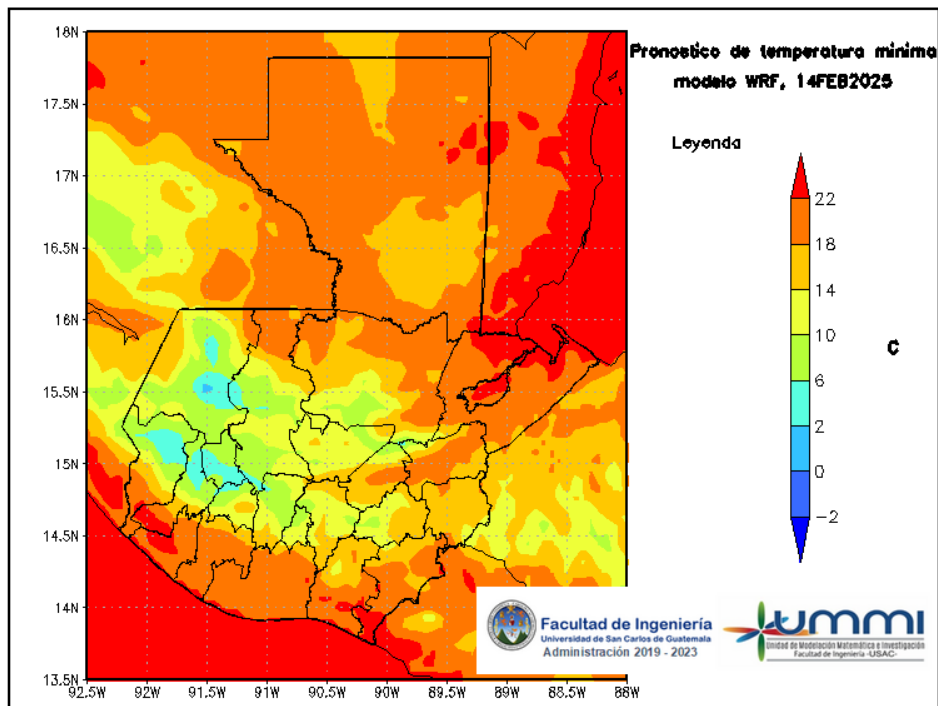 Pronostico de temperatura minima
modelo WRF, 14FEB2025
Leyenda
22
18
14
10
6
2
0
-2
C
18N
17.5N
17N
16.5N
16N
15.5N
15N
14.5N
14N
13.5N
92.5W 92W 91.5W 91W 90.5W 90W 89.5W 89W 88.5W 88W
Facultad de Ingeniería
Universidad de San Carlos de Guatemala
Administración 2019 - 2023
UMMI
Unidad de Modelación Matemática e Investigación
Facultad de Ingeniería -USAC-